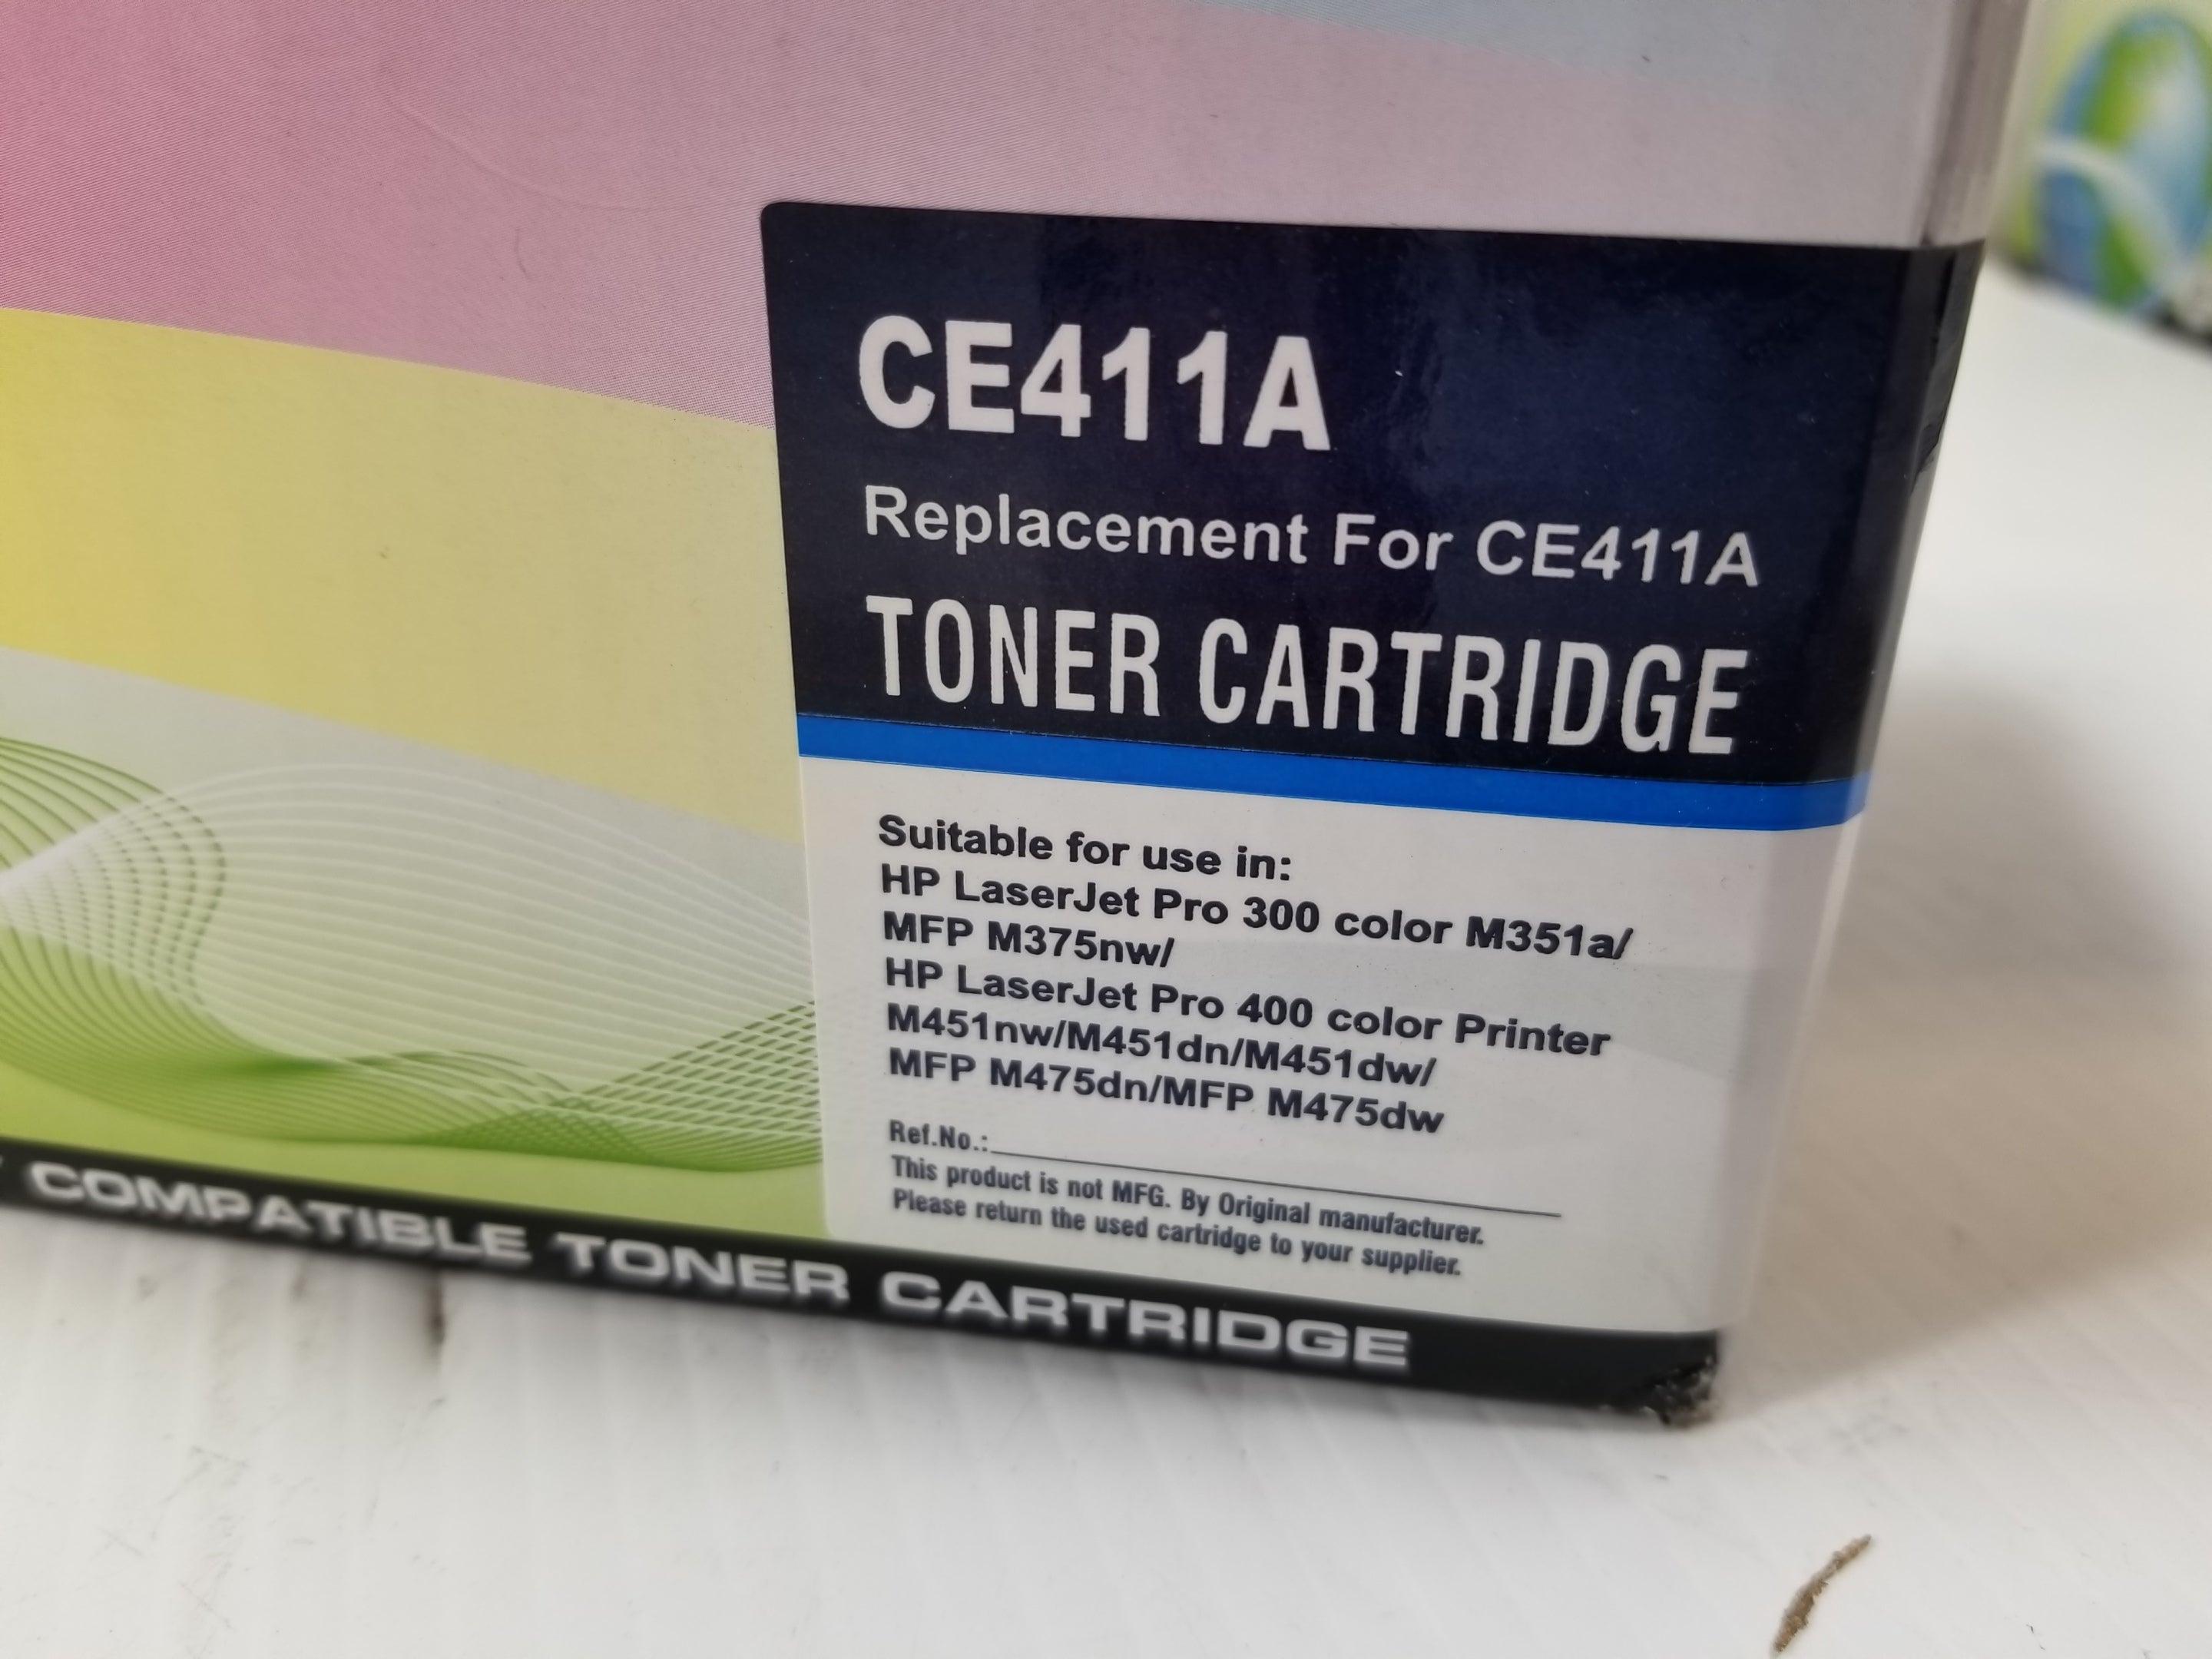 CE411A
Replacement For CE411A
TONER CARTRIDGE
Suitable for use in:
HP LaserJet Pro 300 color M351a/
MFP M375nw/
HP LaserJet Pro 400 color Printer
M451nw/M451dn/M451dw/
MFP M475dn/MFP M475dw
Ref.No.:
This product is not MFG. By Original manufacturer.
Please return the used cartridge to your supplier.
COMPATIBLE TONER CARTRIDGE